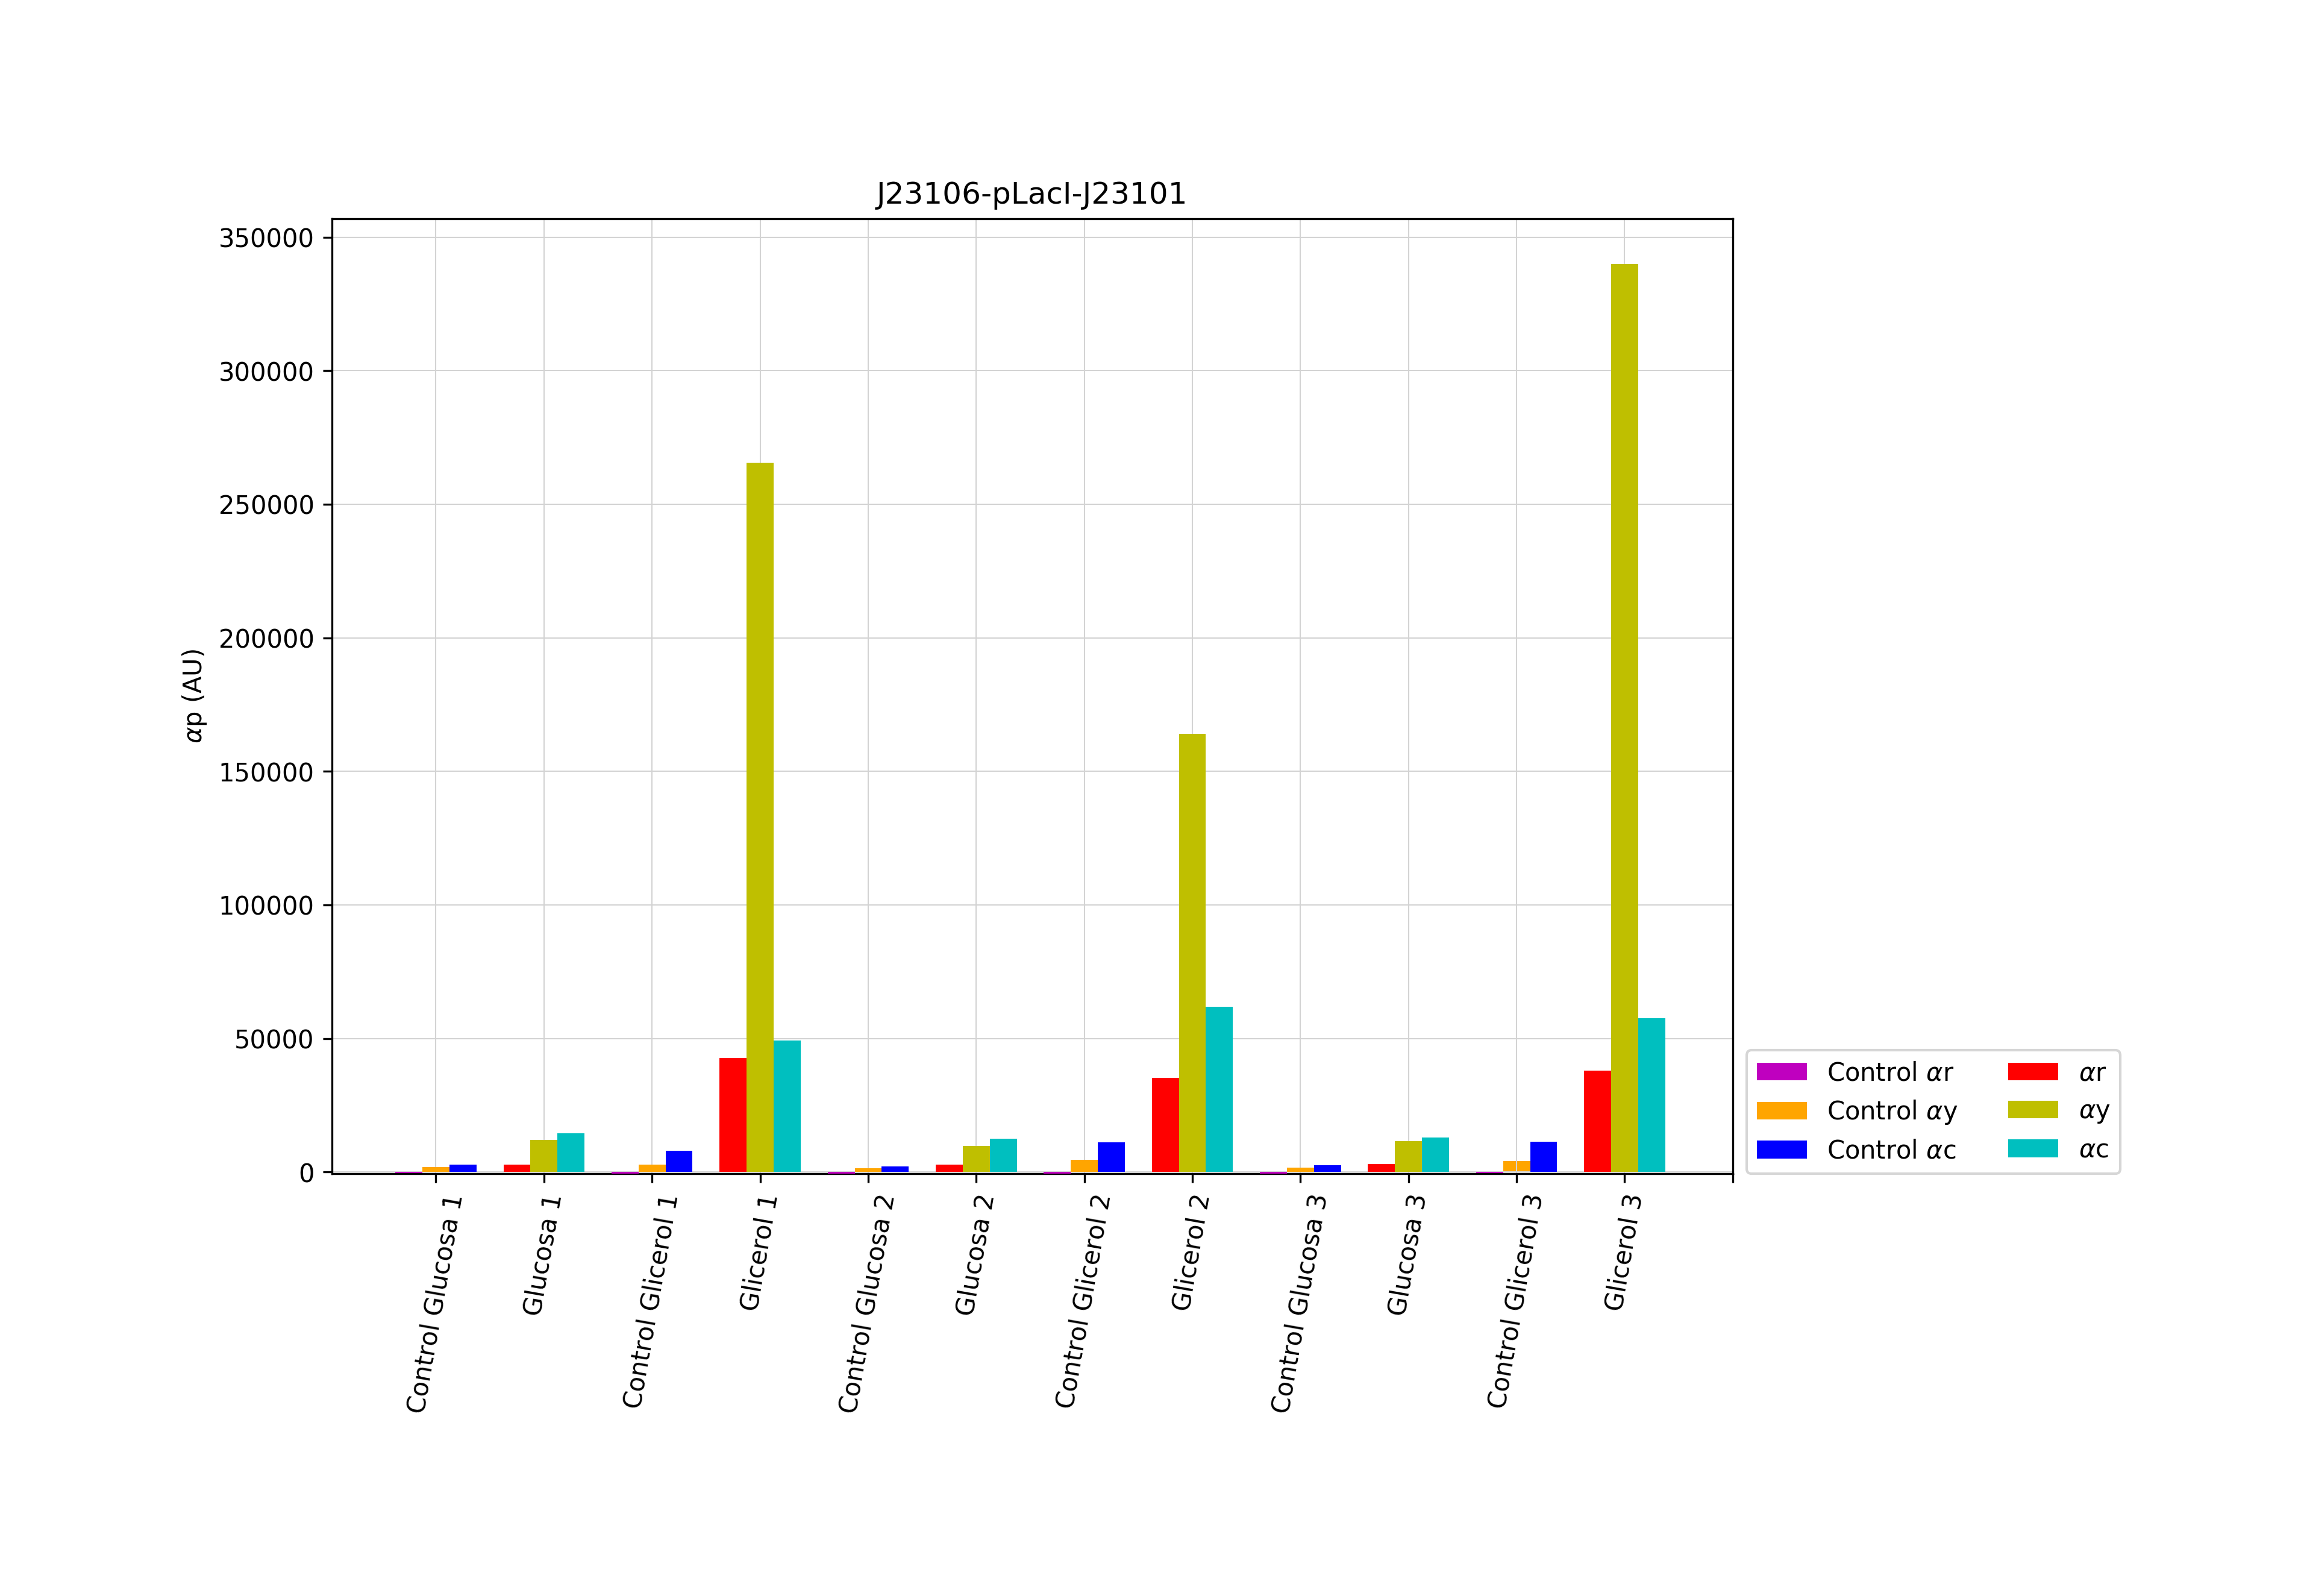 J23106-pLacI-J23101
αp (AU)
350000
300000
250000
200000
150000
100000
50000
0
Control Glucosa 1
Glucosa 1
Control Glicerol 1
Glicerol 1
Control Glucosa 2
Glucosa 2
Control Glicerol 2
Glicerol 2
Control Glucosa 3
Glucosa 3
Control Glicerol 3
Glicerol 3
Control αr
Control αy
Control αc
αr
αy
αc